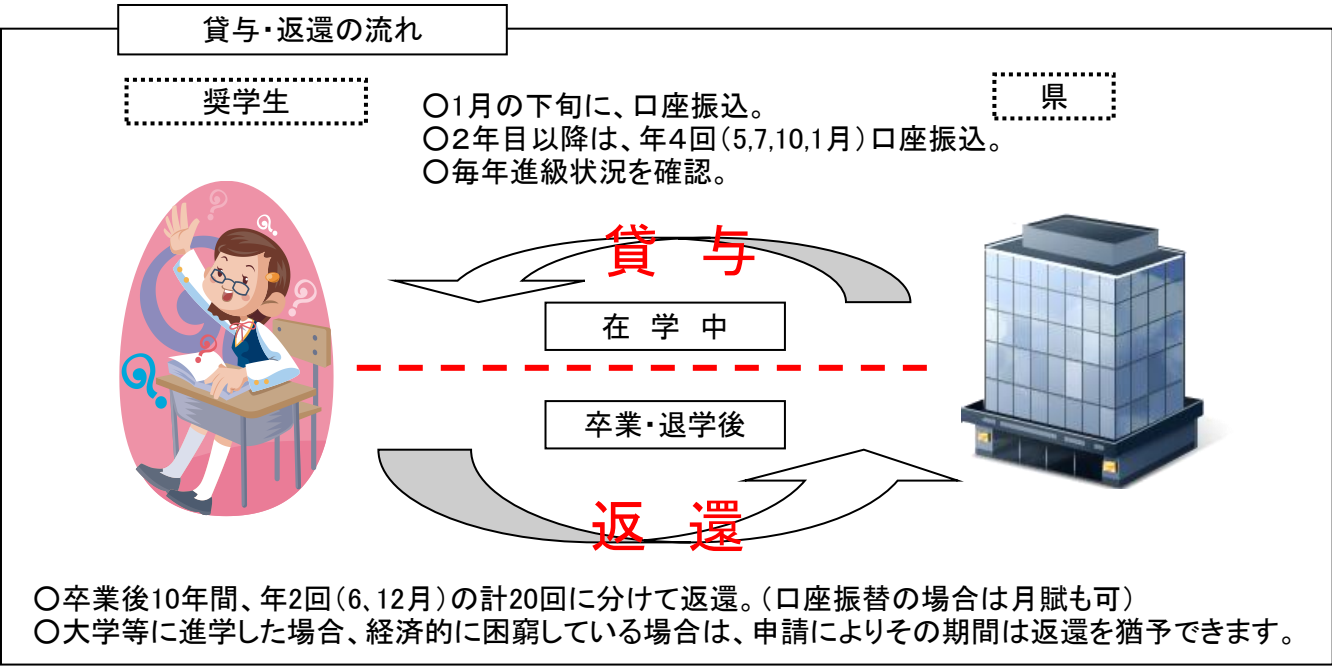 貸与・返還の流れ
奨学生
県
○1月の下旬に、口座振込。
○2年目以降は、年4回(5,7,10,1月)口座振込。
○毎年進級状況を確認。
貸 与
在 学 中
卒業・退学後
返 還
○卒業後10年間、年2回(6、12月)の計20回に分けて返還。(口座振替の場合は月賦も可)
○大学等に進学した場合、経済的に困窮している場合は、申請によりその期間は返還を猶予できます。